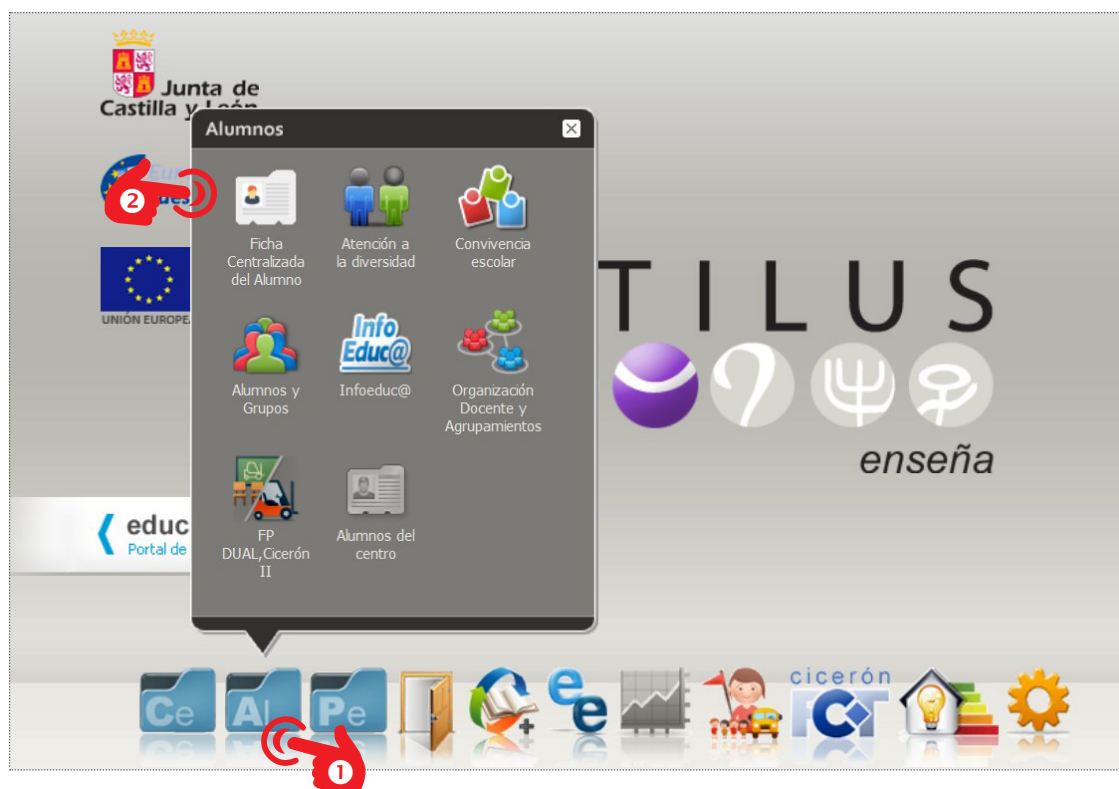 Junta de
Castilla y León
Alumnos
2
Ficha
Centralizada
del Alumno
Atención a
la diversidad
Convivencia
escolar
UNIÓN EUROPE
TILUS
Info
Educ@
Alumnos y
Grupos
Infoeduc@
Organización
Docente y
Agrupamientos
enseña
educ
Portal de
FP
DUAL,Cicerón
II
Alumnos del
centro
Ce
Al
Pe
ee
cicerón
FCT
1